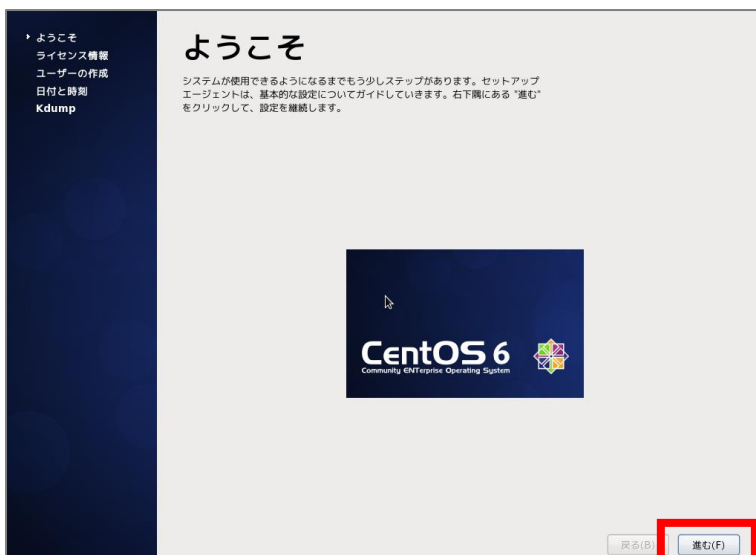 ようこそ
ライセンス情報
ユーザーの作成
日付と時刻
Kdump
ようこそ
システムが使用できるようになるまでもう少しステップがあります。セットアップ
エージェントは、基本的な設定についてガイドしていきます。右下隅にある "進む"
をクリックして、設定を継続します。
CentOS 6
Community ENTerprise Operating System
戻る(B)
進む(F)